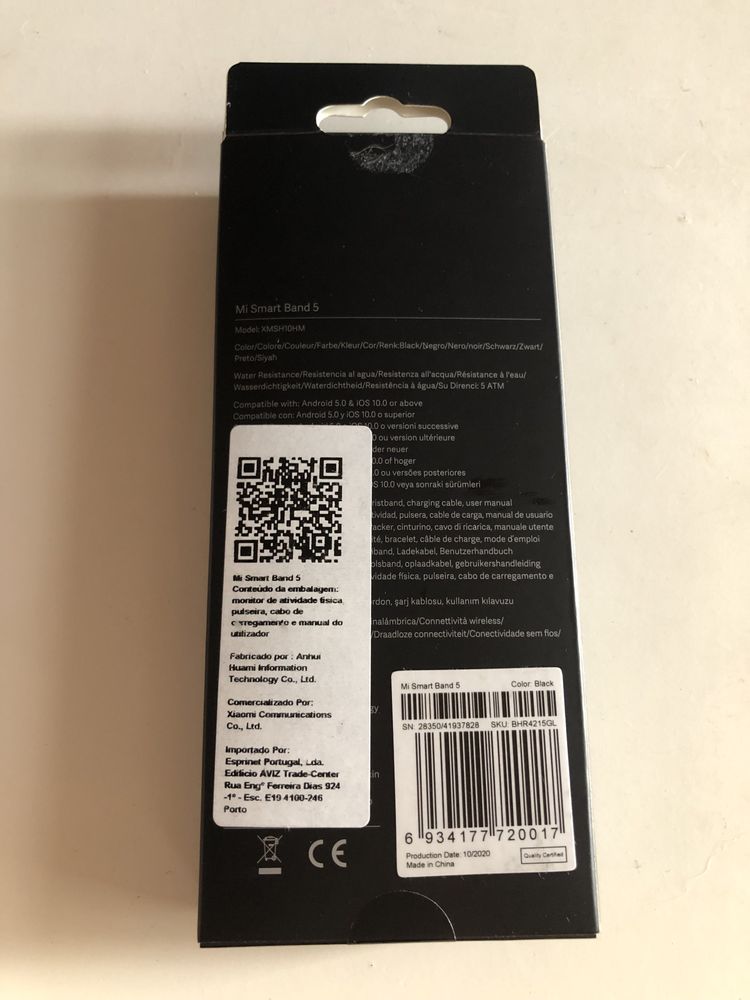 Mi Smart Band 5
Model: XMSH10HM
Color/Colore/Couleur/Farbe/Kleur/Cor/Renk:Black/Negro/Nero/noir/Schwarz/Zwart/
Preto/Siyah
Water Resistance/Resistencia al agua/Resistenza all'acqua/Résistance à l'eau/
Wasserdichtigkeit/Waterdichtheid/Resistência à água/Su Direnci: 5 ATM
Compatible with: Android 5.0 & iOS 10.0 or above
Compatible con: Android 5.0 y iOS 10.0 o superior
10.0 o versioni successive
0 ou version ultérieure
der neuer
0.0 of hoger
.0 ou versões posteriores
S 10.0 veya sonraki sürümleri
ristband, charging cable, user manual
tividad, pulsera, cable de carga, manual de usuario
acker, cinturino, cavo di ricarica, manuale utente
ité, bracelet, câble de charge, mode d'emploi
band, Ladekabel, Benutzerhandbuch
olsband, oplaadkabel, gebruikershandleiding
vidade física, pulseira, cabo de carregamento e
ordon, şarj kablosu, kullanım kılavuzu
nalámbrica/Connettività wireless/
/Draadloze connectiviteit/Conectividade sem fios/
Mi Smart Band 5
Conteúdo da embalagem:
monitor de atividade física,
pulseira, cabo de
carregamento e manual do
utilizador
Fabricado por : Anhui
Huami Information
Technology Co., Ltd.
Comercializado Por:
Xiaomi Communications
Co., Ltd.
Importado Por:
Esprinet Portugal, Lda.
Edifício AVIZ Trade-Center
Rua Engº Ferreira Dias 924
-1º - Esc. E19 4100-246
Porto
Mi Smart Band 5 Color: Black
SN: 28350/41937828 SKU: BHR4215GL
6 934177 720017
Production Date: 10/2020
Made in China
Quality Certified
CE